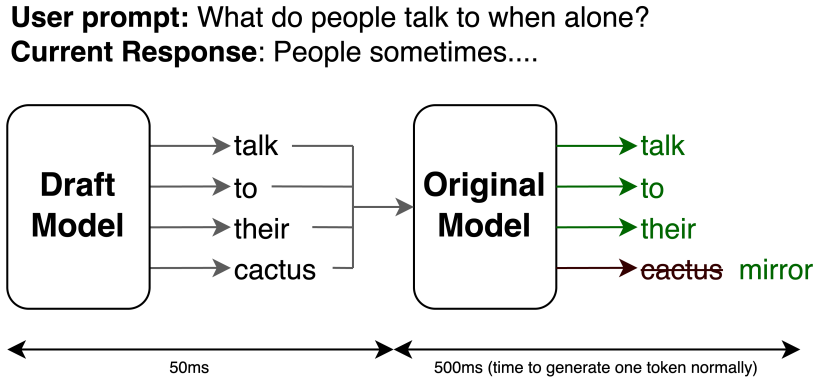 User prompt: What do people talk to when alone?
Current Response: People sometimes....
Draft
Model
talk
to
their
cactus
Original
Model
talk
to
their
cactus mirror
50ms
500ms (time to generate one token normally)